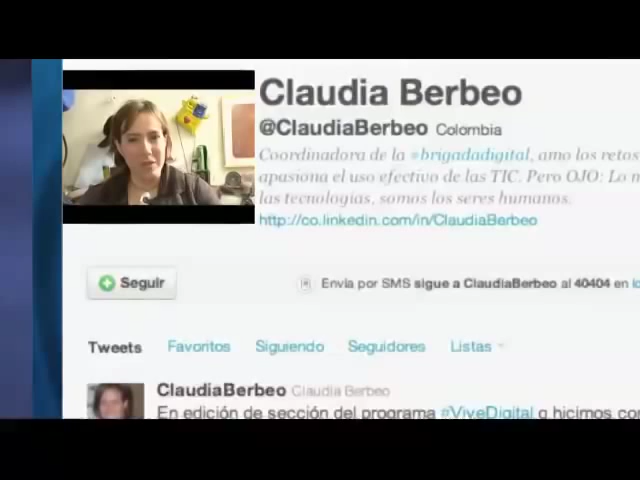 Claudia Berbeo
@ClaudiaBerbeo Colombia
Coordinadora de la #brigadadigital, amo los retos
apasiona el uso efectivo de las TIC. Pero OJO: Lo
las tecnologías, somos los seres humanos.
http://co.linkedin.com/in/ClaudiaBerbeo
Seguir
Envía por SMS sigue a ClaudiaBerbeo al 40404 en
Tweets Favoritos Siguiendo Seguidores Listas
ClaudiaBerbeo Claudia Berbeo
En edición de sección del programa #ViveDigital q hicimos